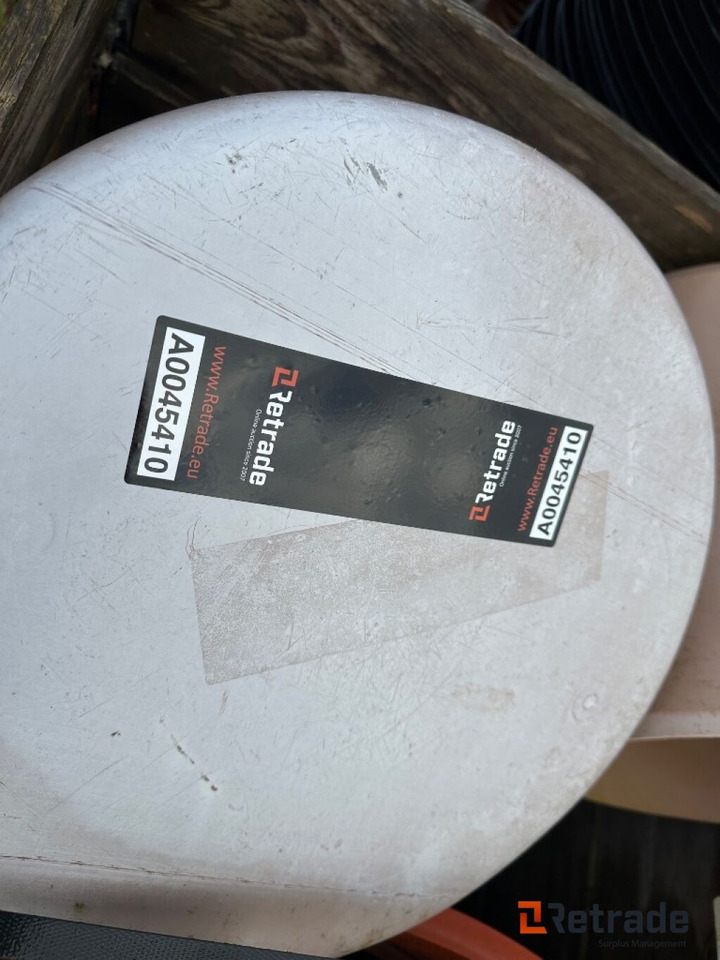 A0045410
www.Retrade.eu
Retrade
Online auction since 2007
Retrade
Online auction since 2007
www.Retrade.eu
A0045410
Retrade
Surplus Management